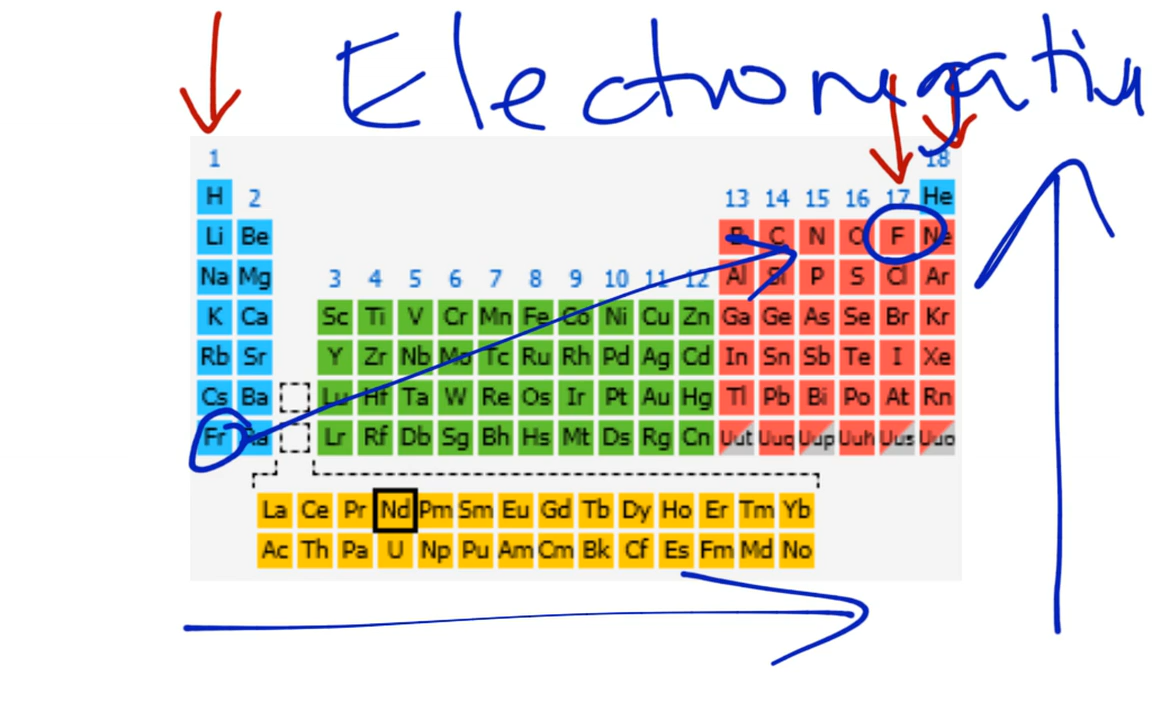 Electronegativi
1 18
H 2 13 14 15 16 17 He
Li Be B C N O F Ne
Na Mg 3 4 5 6 7 8 9 10 11 12 Al Si P S Cl Ar
K Ca Sc Ti V Cr Mn Fe Co Ni Cu Zn Ga Ge As Se Br Kr
Rb Sr Y Zr Nb Mo Tc Ru Rh Pd Ag Cd In Sn Sb Te I Xe
Cs Ba Lu Hf Ta W Re Os Ir Pt Au Hg Tl Pb Bi Po At Rn
Fr Ra Lr Rf Db Sg Bh Hs Mt Ds Rg Cn Uut Uuq Uup Uuh Uus Uuo
La Ce Pr Nd Pm Sm Eu Gd Tb Dy Ho Er Tm Yb
Ac Th Pa U Np Pu Am Cm Bk Cf Es Fm Md No